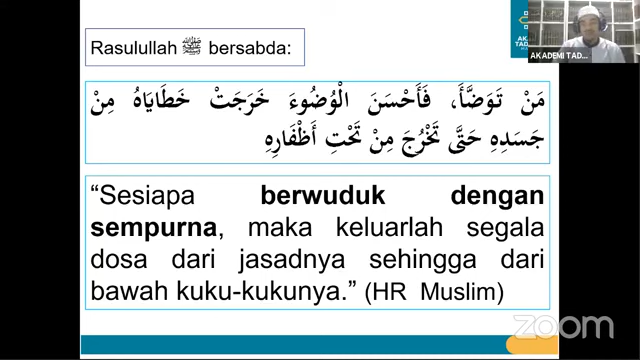 Rasulullah ﷺ bersabda:
مَنْ تَوَضَّأَ، فَأَحْسَنَ الْوُضُوءَ خَرَجَتْ خَطَايَاهُ مِنْ
جَسَدِهِ حَتَّى تَخْرُجَ مِنْ تَحْتِ أَظْفَارِهِ
“Sesiapa berwuduk dengan
sempurna, maka keluarlah segala
dosa dari jasadnya sehingga dari
bawah kuku-kukunya.” (HR Muslim)
AKADEMI TAD...
zoom